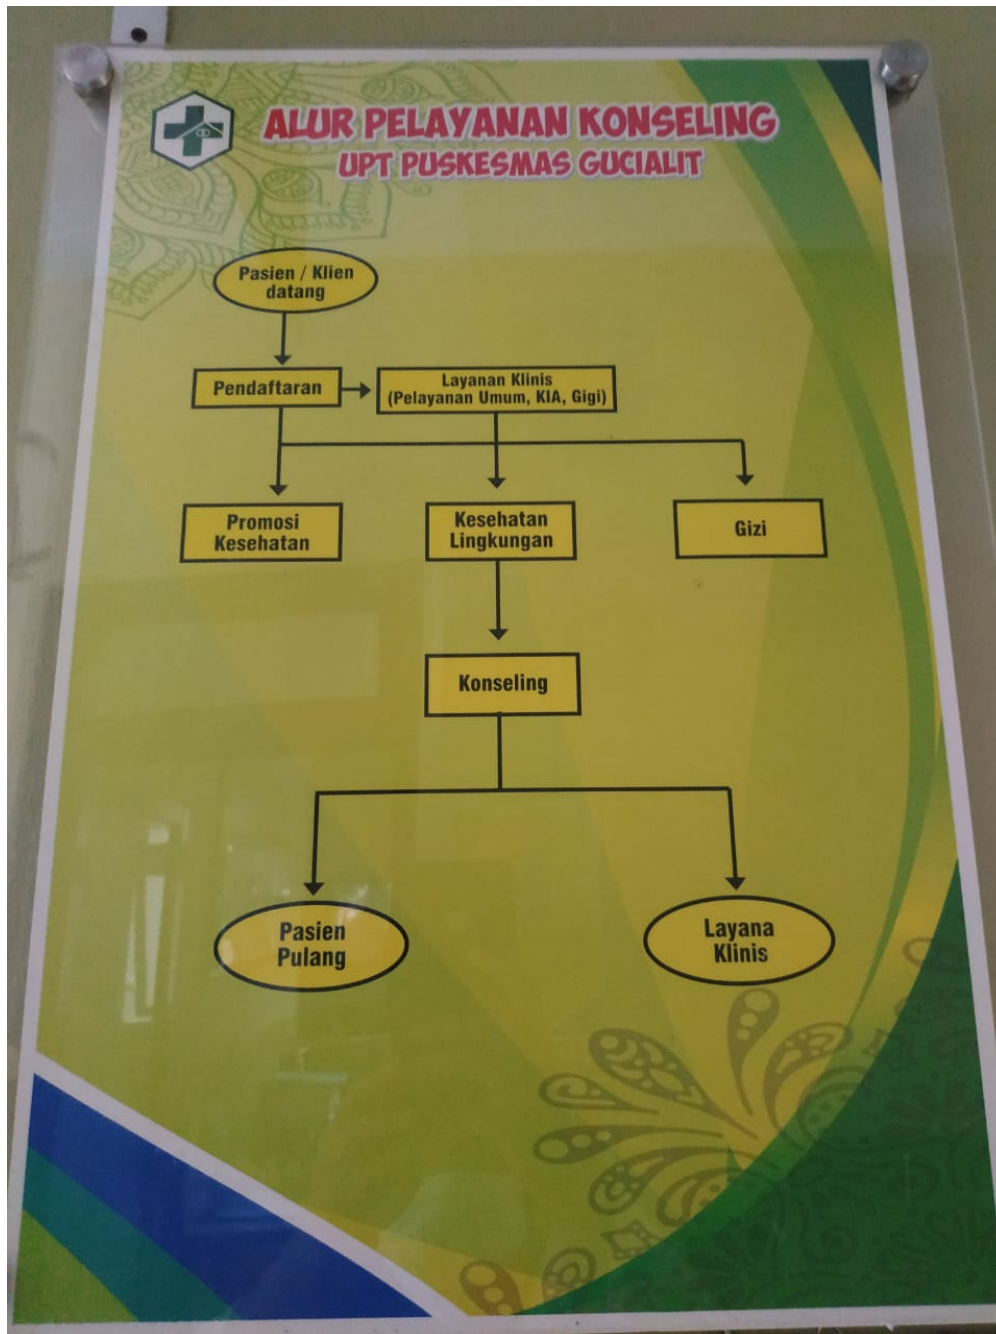 ALUR PELAYANAN KONSELING
UPT PUSKESMAS GUCIALIT
Pasien / Klien
datang
Pendaftaran
Layanan Klinis
(Pelayanan Umum, KIA, Gigi)
Promosi
Kesehatan
Kesehatan
Lingkungan
Gizi
Konseling
Pasien
Pulang
Layana
Klinis